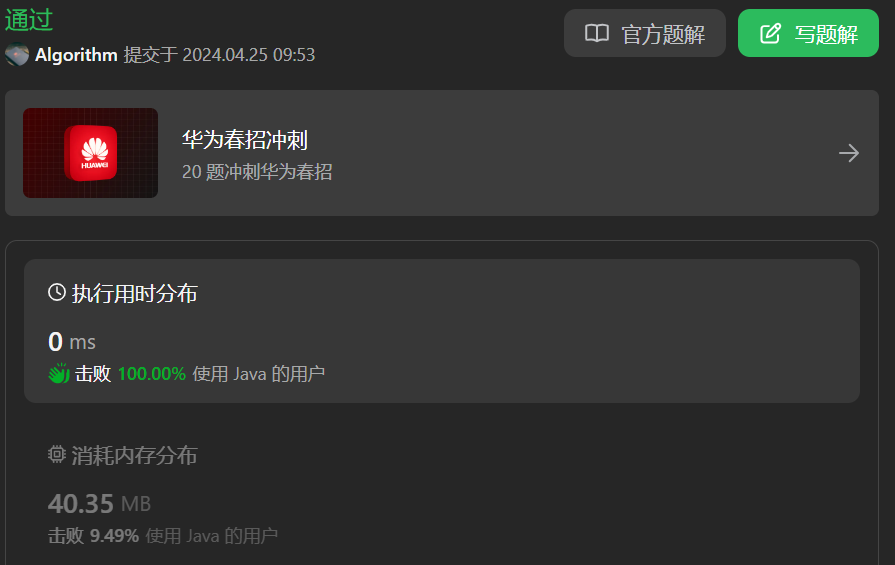 通过
官方题解
写题解
Algorithm 提交于 2024.04.25 09:53
HUAWEI
华为春招冲刺
20 题冲刺华为春招
执行用时分布
0 ms
击败 100.00% 使用 Java 的用户
消耗内存分布
40.35 MB
击败 9.49% 使用 Java 的用户